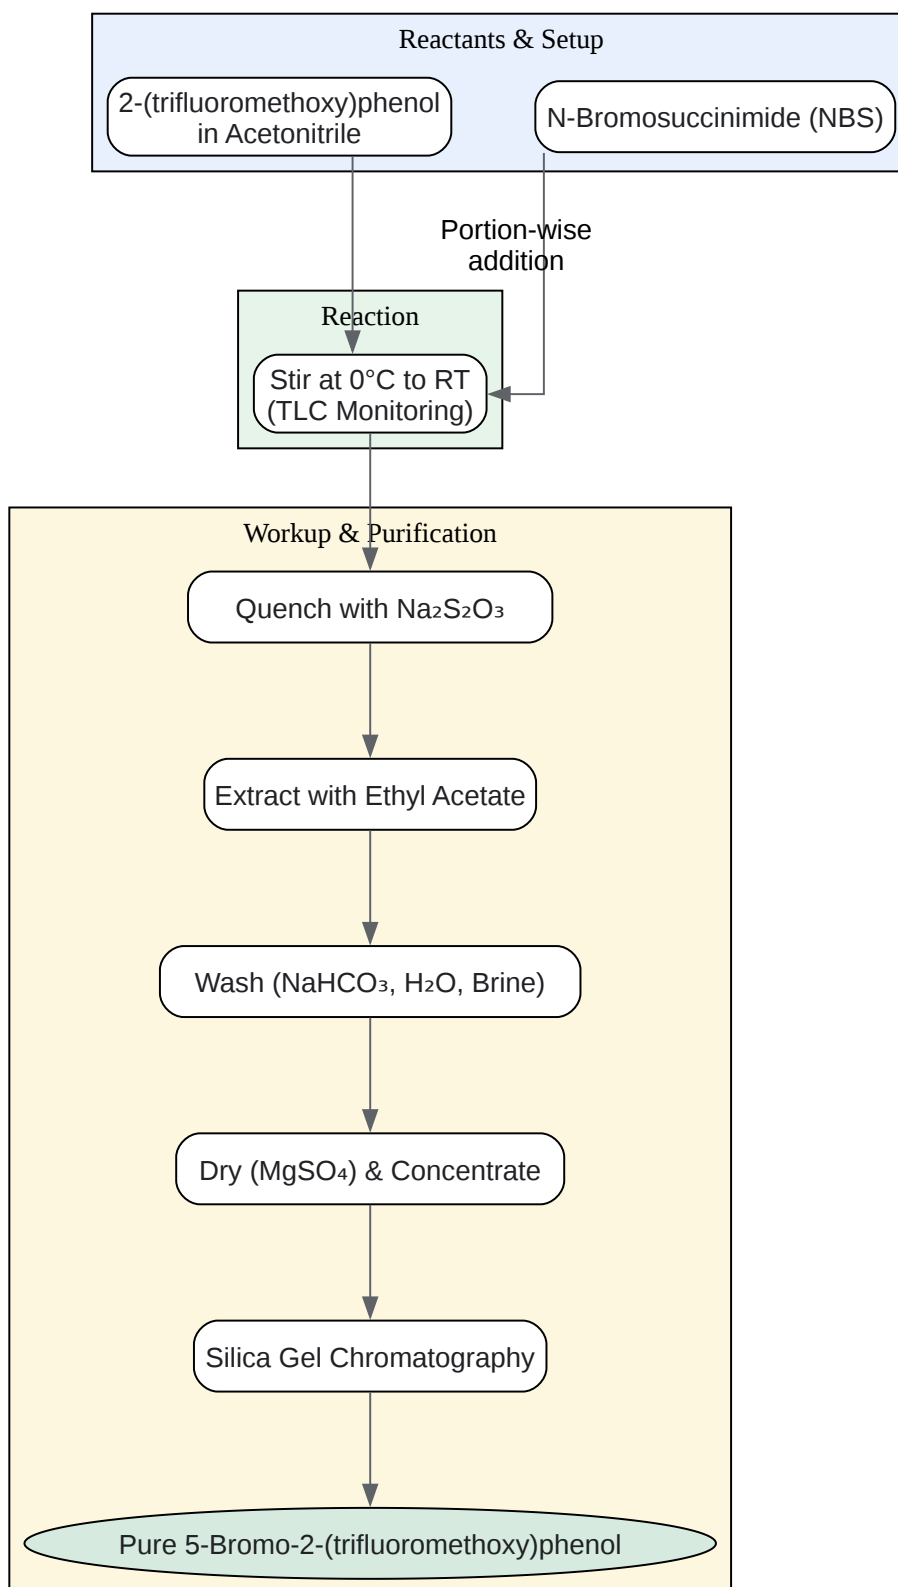 Reactants & Setup
2-(trifluoromethoxy)phenol
in Acetonitrile
N-Bromosuccinimide (NBS)
Portion-wise
addition
Reaction
Stir at 0°C to RT
(TLC Monitoring)
Workup & Purification
Quench with Na₂S₂O₃
Extract with Ethyl Acetate
Wash (NaHCO₃, H₂O, Brine)
Dry (MgSO₄) & Concentrate
Silica Gel Chromatography
Pure 5-Bromo-2-(trifluoromethoxy)phenol